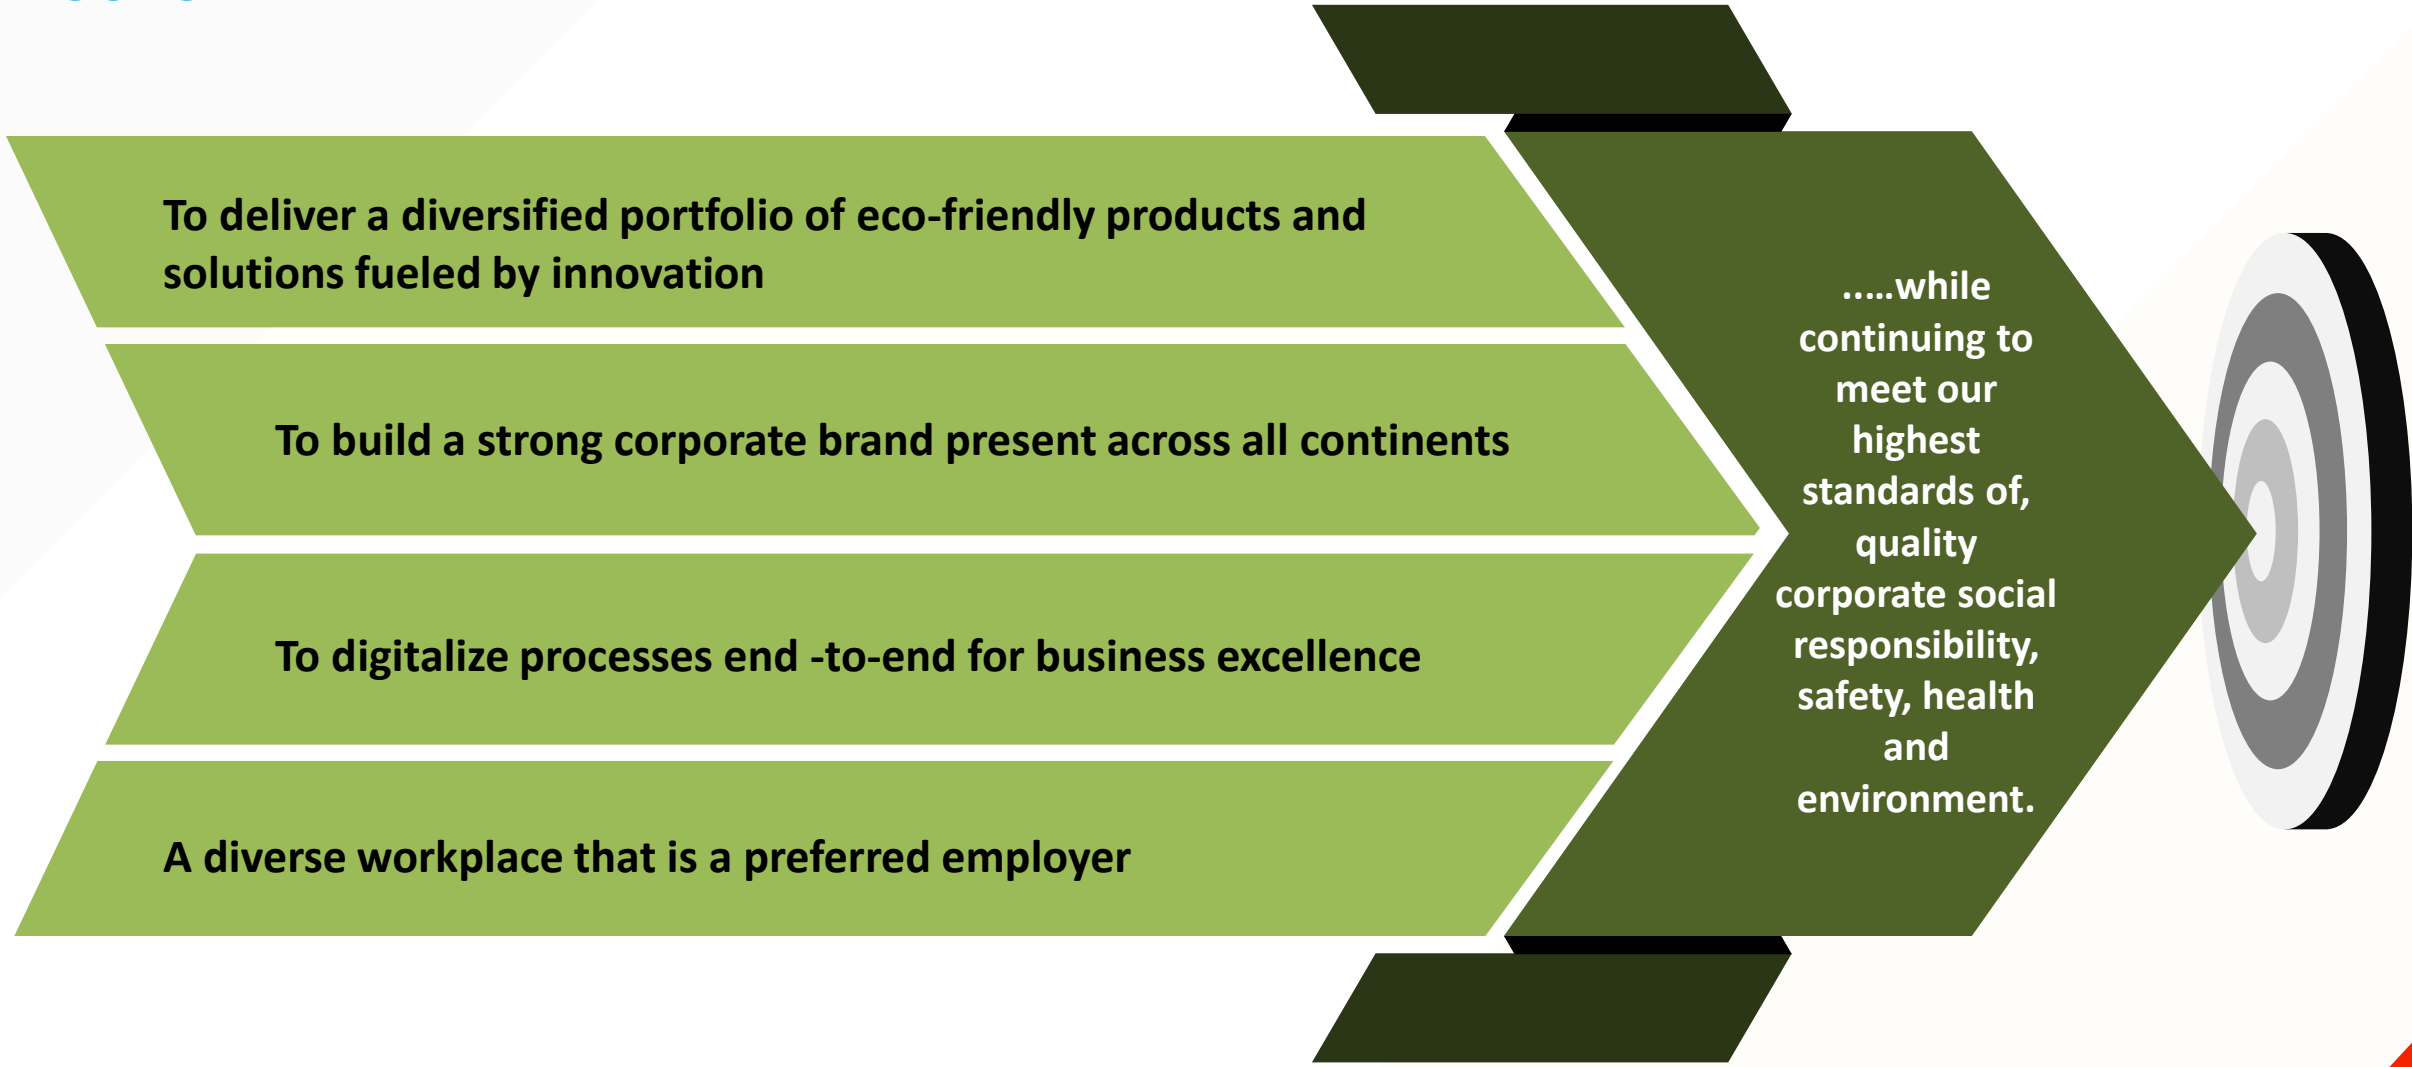 To deliver a diversified portfolio of eco-friendly products and
solutions fueled by innovation
To build a strong corporate brand present across all continents
To digitalize processes end -to-end for business excellence
A diverse workplace that is a preferred employer
.....while
continuing to
meet our
highest
standards of,
quality
corporate social
responsibility,
safety, health
and
environment.